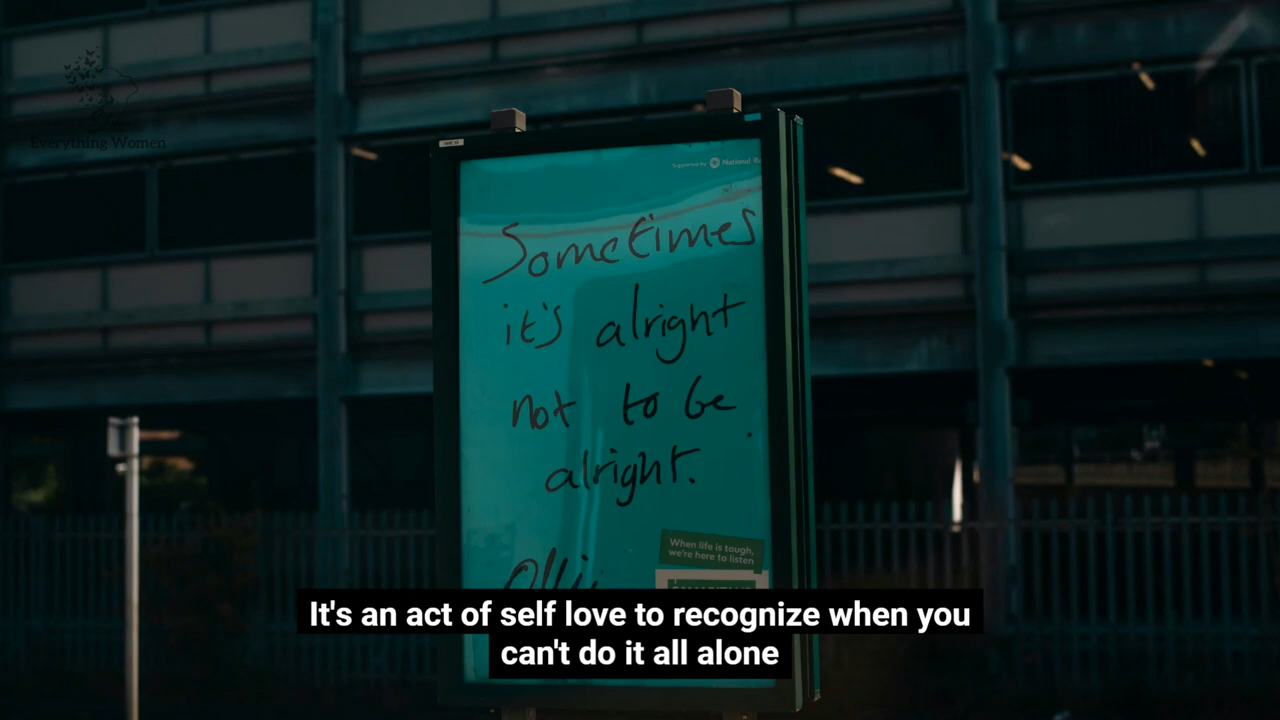 Everything Women
Supported by National
Sometimes
it's alright
not to be
alright.
When life is tough,
we're here to listen
It's an act of self love to recognize when you
can't do it all alone